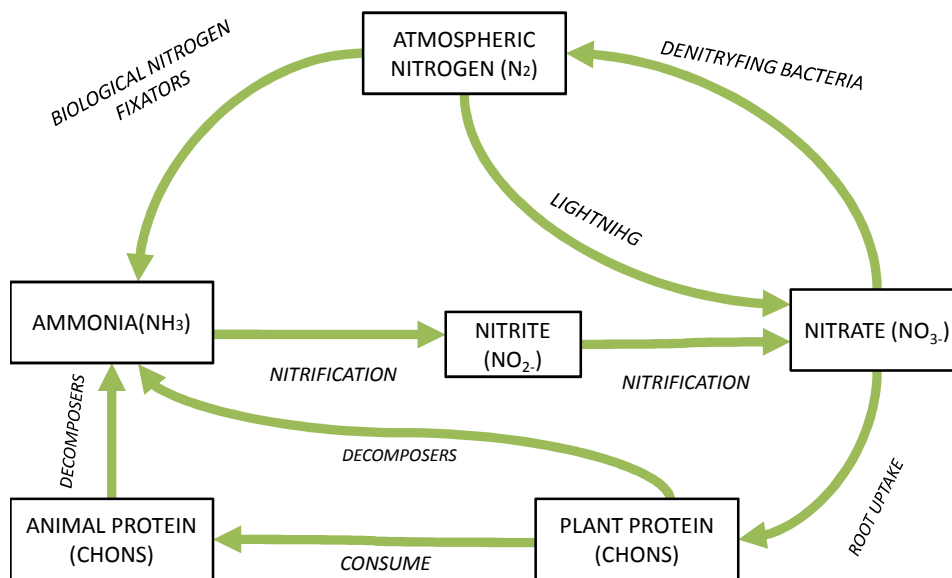 ATMOSPHERIC
NITROGEN (N2)
BIOLOGICAL NITROGEN
FIXATORS
DENITRYFING BACTERIA
LIGHTNIHG
AMMONIA(NH3)
NITRITE
(NO2-)
NITRATE (NO3-)
NITRIFICATION
NITRIFICATION
DECOMPOSERS
DECOMPOSERS
ROOT UPTAKE
ANIMAL PROTEIN
(CHONS)
PLANT PROTEIN
(CHONS)
CONSUME